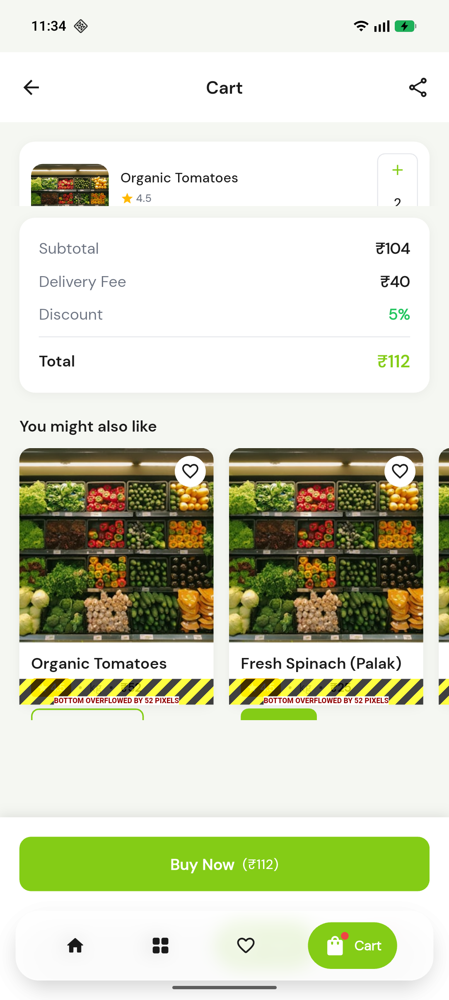 11:34
Cart
Organic Tomatoes
4.5
2
Subtotal ₹104
Delivery Fee ₹40
Discount 5%
Total ₹112
You might also like
Organic Tomatoes
4.5 • kg • ₹52
BOTTOM OVERFLOWED BY 52 PIXELS
Fresh Spinach (Palak)
4.5 • kg • ₹25
BOTTOM OVERFLOWED BY 52 PIXELS
Buy Now (₹112)
Cart